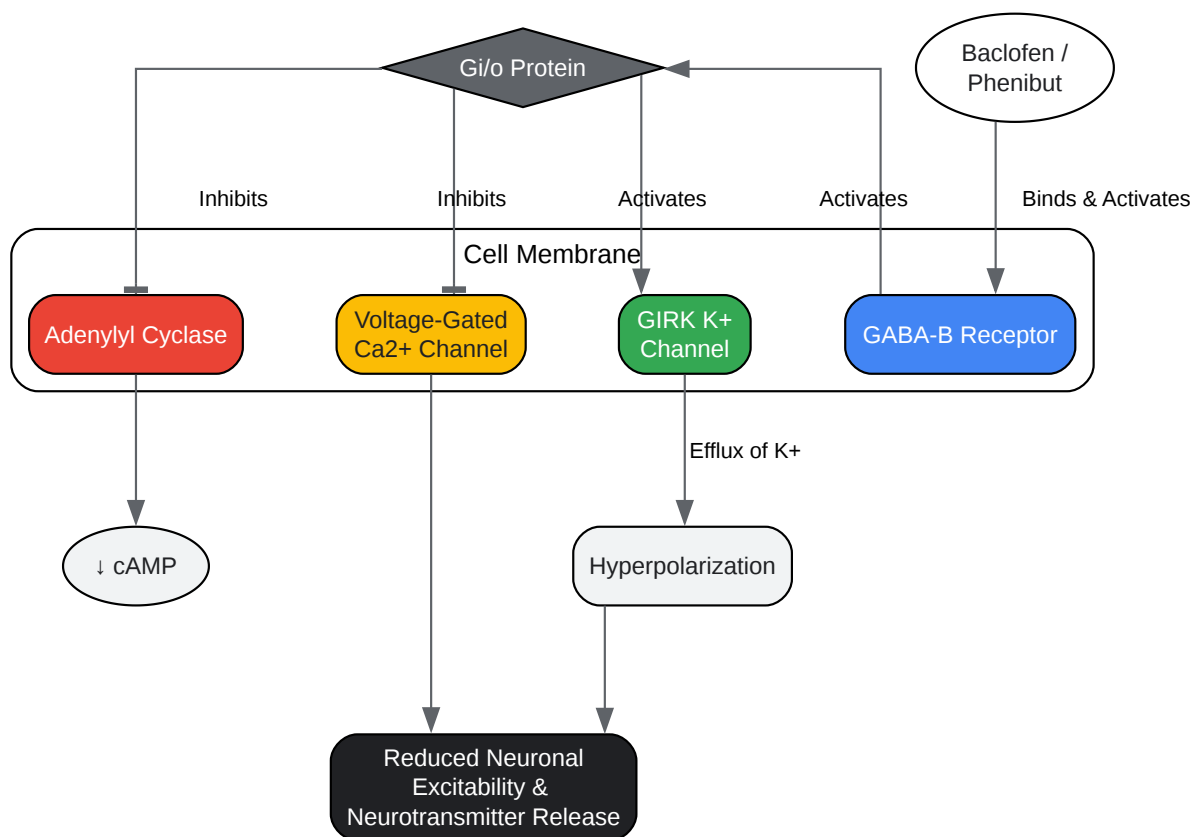 Gi/o Protein
Baclofen /
Phenibut
Inhibits
Inhibits
Activates
Activates
Binds & Activates
Cell Membrane
Adenylyl Cyclase
Voltage-Gated
Ca2+ Channel
GIRK K+
Channel
GABA-B Receptor
Efflux of K+
↓ cAMP
Hyperpolarization
Reduced Neuronal
Excitability &
Neurotransmitter Release